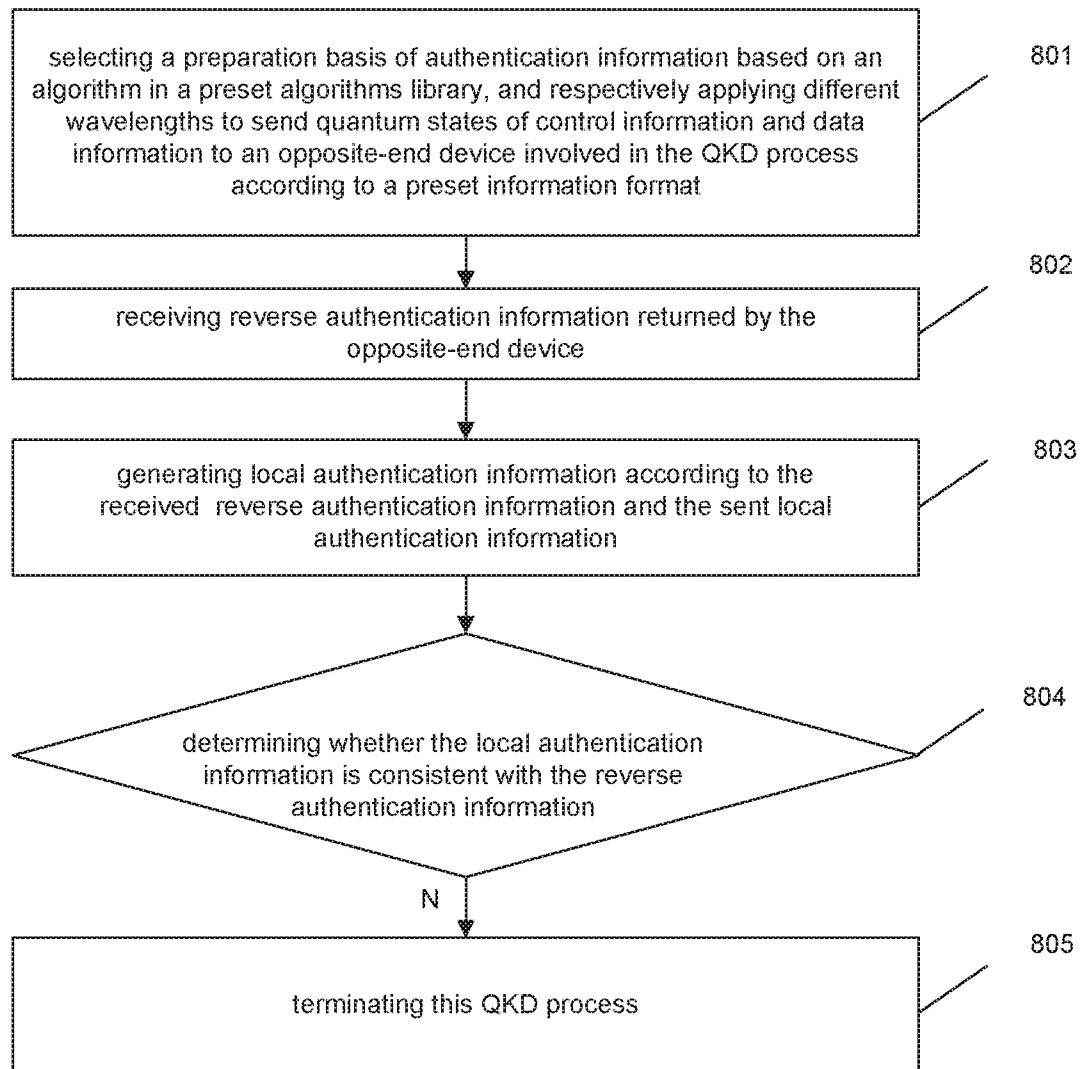 selecting a preparation basis of authentication information based on an
algorithm in a preset algorithms library, and respectively applying different
wavelengths to send quantum states of control information and data
information to an opposite-end device involved in the QKD process
according to a preset information format
801
802
receiving reverse authentication information returned by the
opposite-end device
803
generating local authentication information according to the
received reverse authentication information and the sent local
authentication information
804
determining whether the local authentication
information is consistent with the reverse
authentication information
N
805
terminating this QKD process